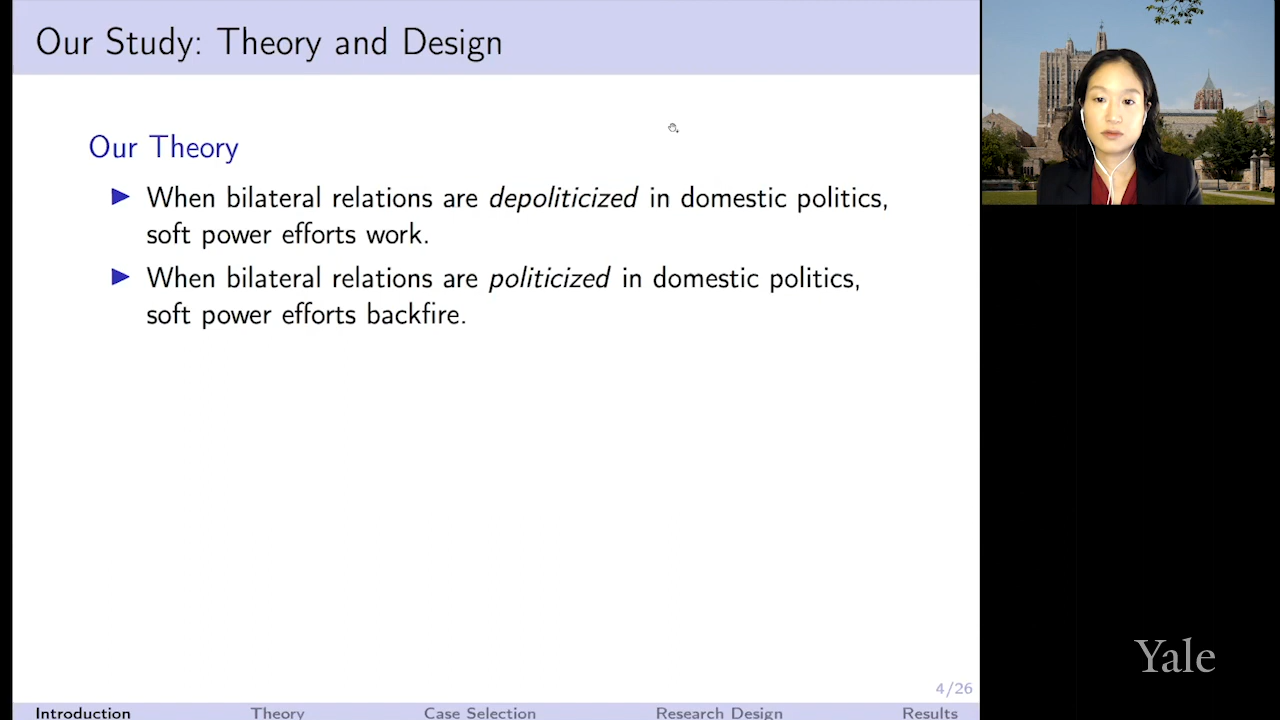 Our Study: Theory and Design
Our Theory
When bilateral relations are depoliticized in domestic politics,
soft power efforts work.
When bilateral relations are politicized in domestic politics,
soft power efforts backfire.
Yale
4/26
Introduction Theory Case Selection Research Design Results